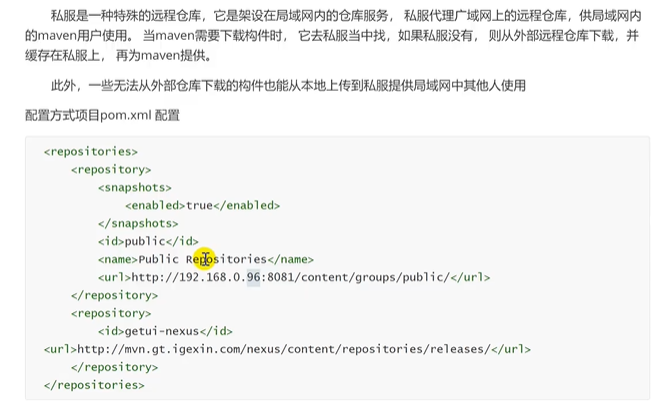 私服是一种特殊的远程仓库，它是架设在局域网内的仓库服务， 私服代理广域网上的远程仓库，供局域网内
的maven用户使用。 当maven需要下载构件时， 它去私服当中找，如果私服没有， 则从外部远程仓库下载，并
缓存在私服上， 再为maven提供。
此外，一些无法从外部仓库下载的构件也能从本地上传到私服提供局域网中其他人使用
配置方式项目pom.xml 配置
<repositories>
<repository>
<snapshots>
<enabled>true</enabled>
</snapshots>
<id>public</id>
<name>Public Repositories</name>
<url>http://192.168.0.96:8081/content/groups/public/</url>
</repository>
<repository>
<id>getui-nexus</id>
<url>http://mvn.gt.igexin.com/nexus/content/repositories/releases/</url>
</repository>
</repositories>